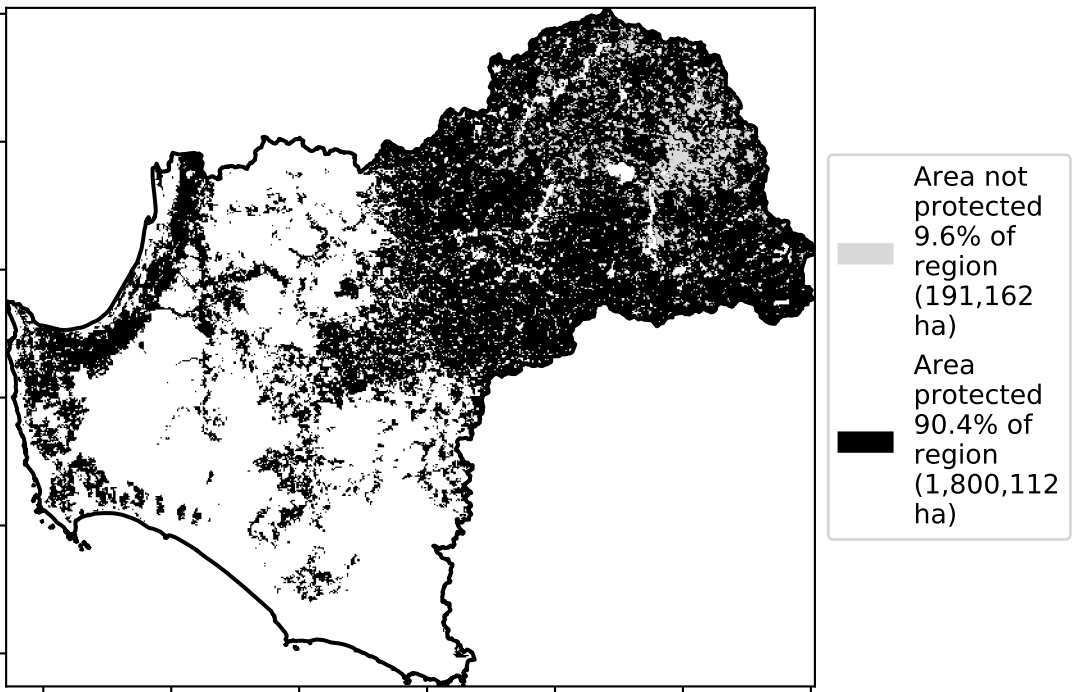 Area not
protected
9.6% of
region
(191,162
ha)
Area
protected
90.4% of
region
(1,800,112
ha)